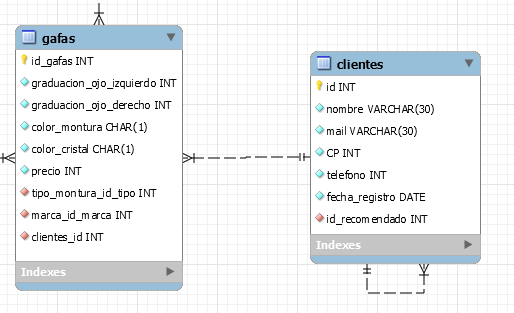 gafas
id_gafas INT
graduacion_ojo_izquierdo INT
graduacion_ojo_derecho INT
color_montura CHAR(1)
color_cristal CHAR(1)
precio INT
tipo_montura_id_tipo INT
marca_id_marca INT
clientes_id INT
Indexes
clientes
id INT
nombre VARCHAR(30)
mail VARCHAR(30)
CP INT
telefono INT
fecha_registro DATE
id_recomendado INT
Indexes